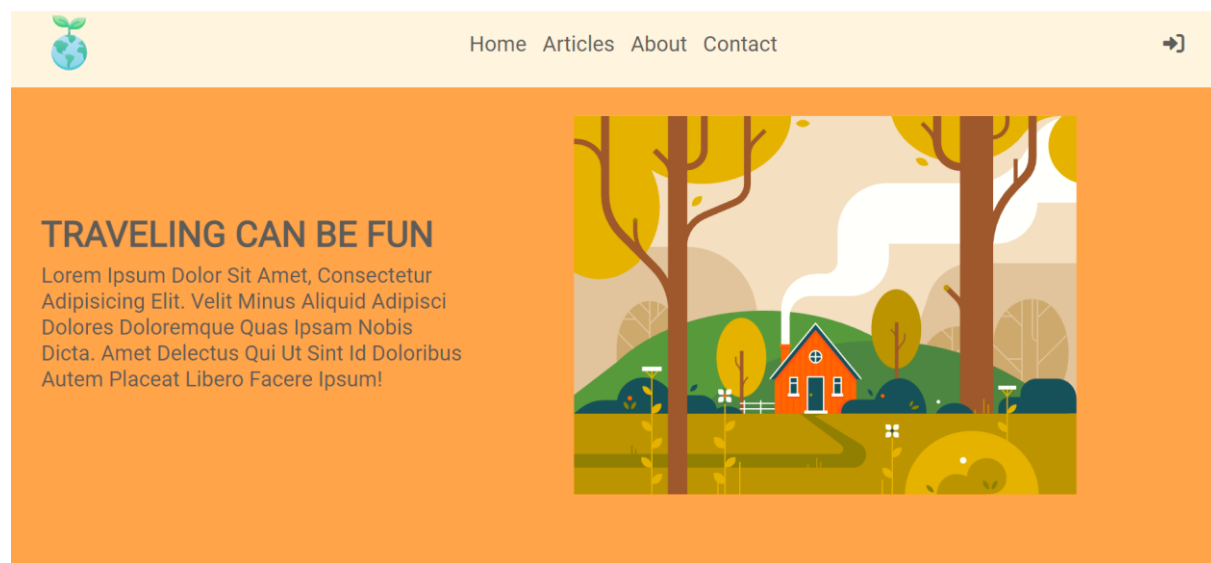 Home Articles About Contact
TRAVELING CAN BE FUN
Lorem Ipsum Dolor Sit Amet, Consectetur
Adipisicing Elit. Velit Minus Aliquid Adipisci
Dolores Doloremque Quas Ipsam Nobis
Dicta. Amet Delectus Qui Ut Sint Id Doloribus
Autem Placeat Libero Facere Ipsum!